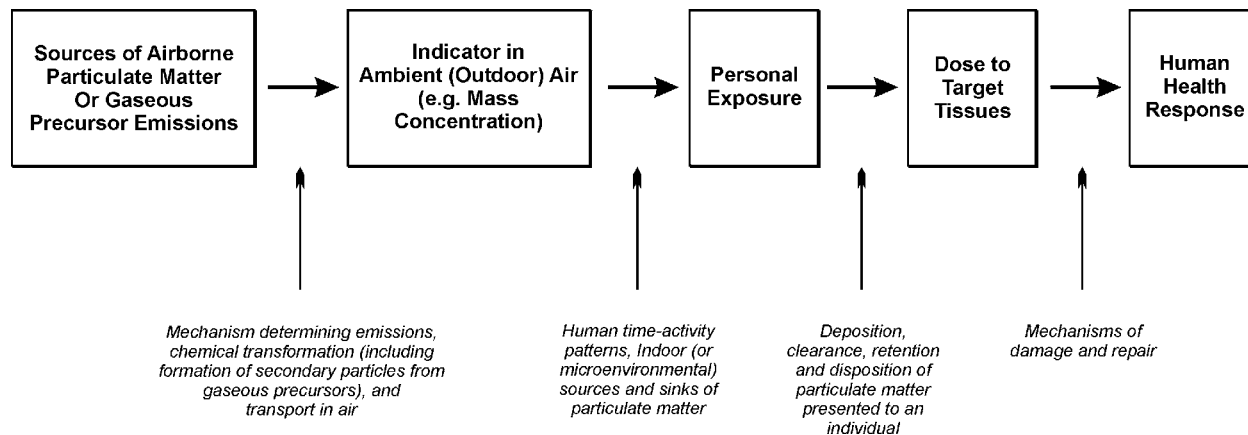 Sources of Airborne
Particulate Matter
Or Gaseous
Precursor Emissions
Indicator in
Ambient (Outdoor) Air
(e.g. Mass
Concentration)
Personal
Exposure
Dose to
Target
Tissues
Human
Health
Response
Mechanism determining emissions,
chemical transformation (including
formation of secondary particles from
gaseous precursors), and
transport in air
Human time-activity
patterns, Indoor (or
microenvironmental)
sources and sinks of
particulate matter
Deposition,
clearance, retention
and disposition of
particulate matter
presented to an
individual
Mechanisms of
damage and repair